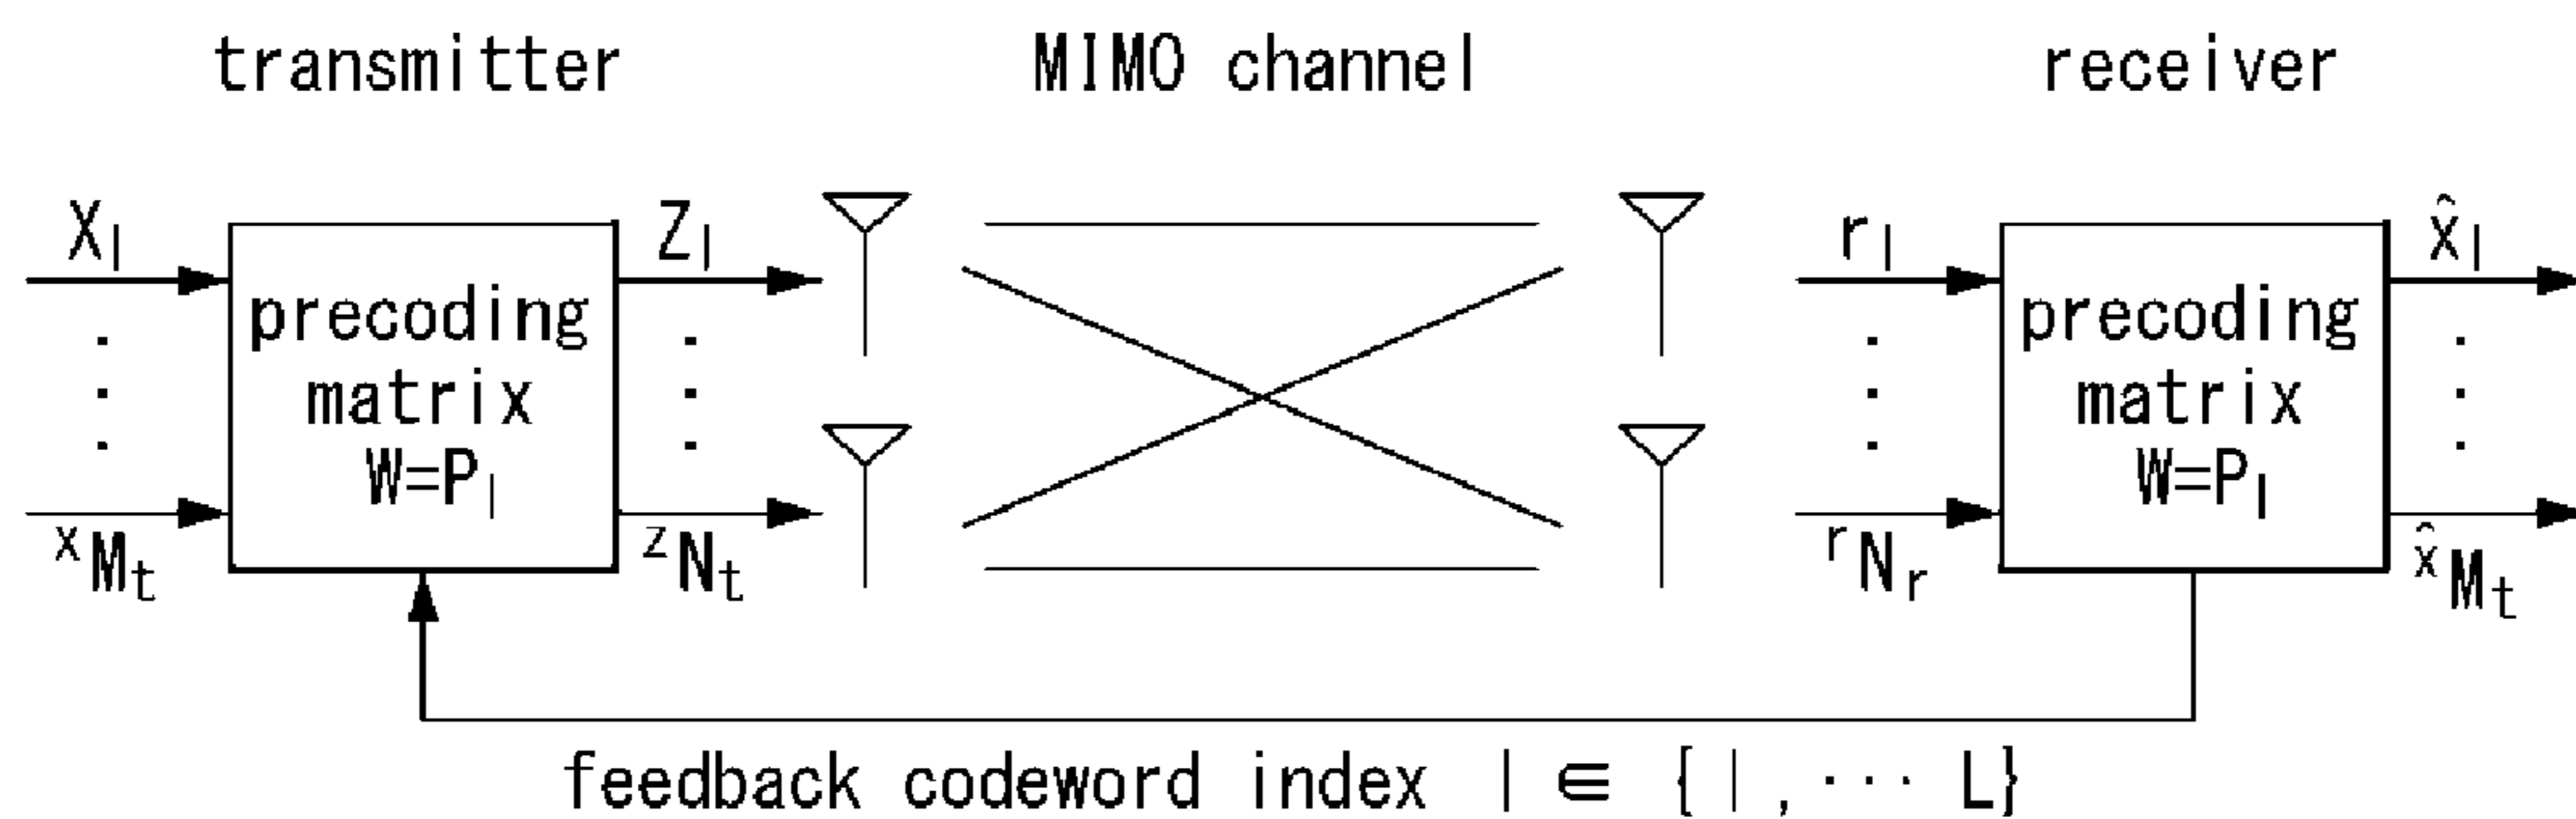 transmitter
MIMO channel
receiver
X|
Z|
r|
x̂|
precoding
matrix
W=P|
precoding
matrix
W=P|
xMt
zNt
rNr
x̂Mt
feedback codeword index | ∈ {|, ··· L}